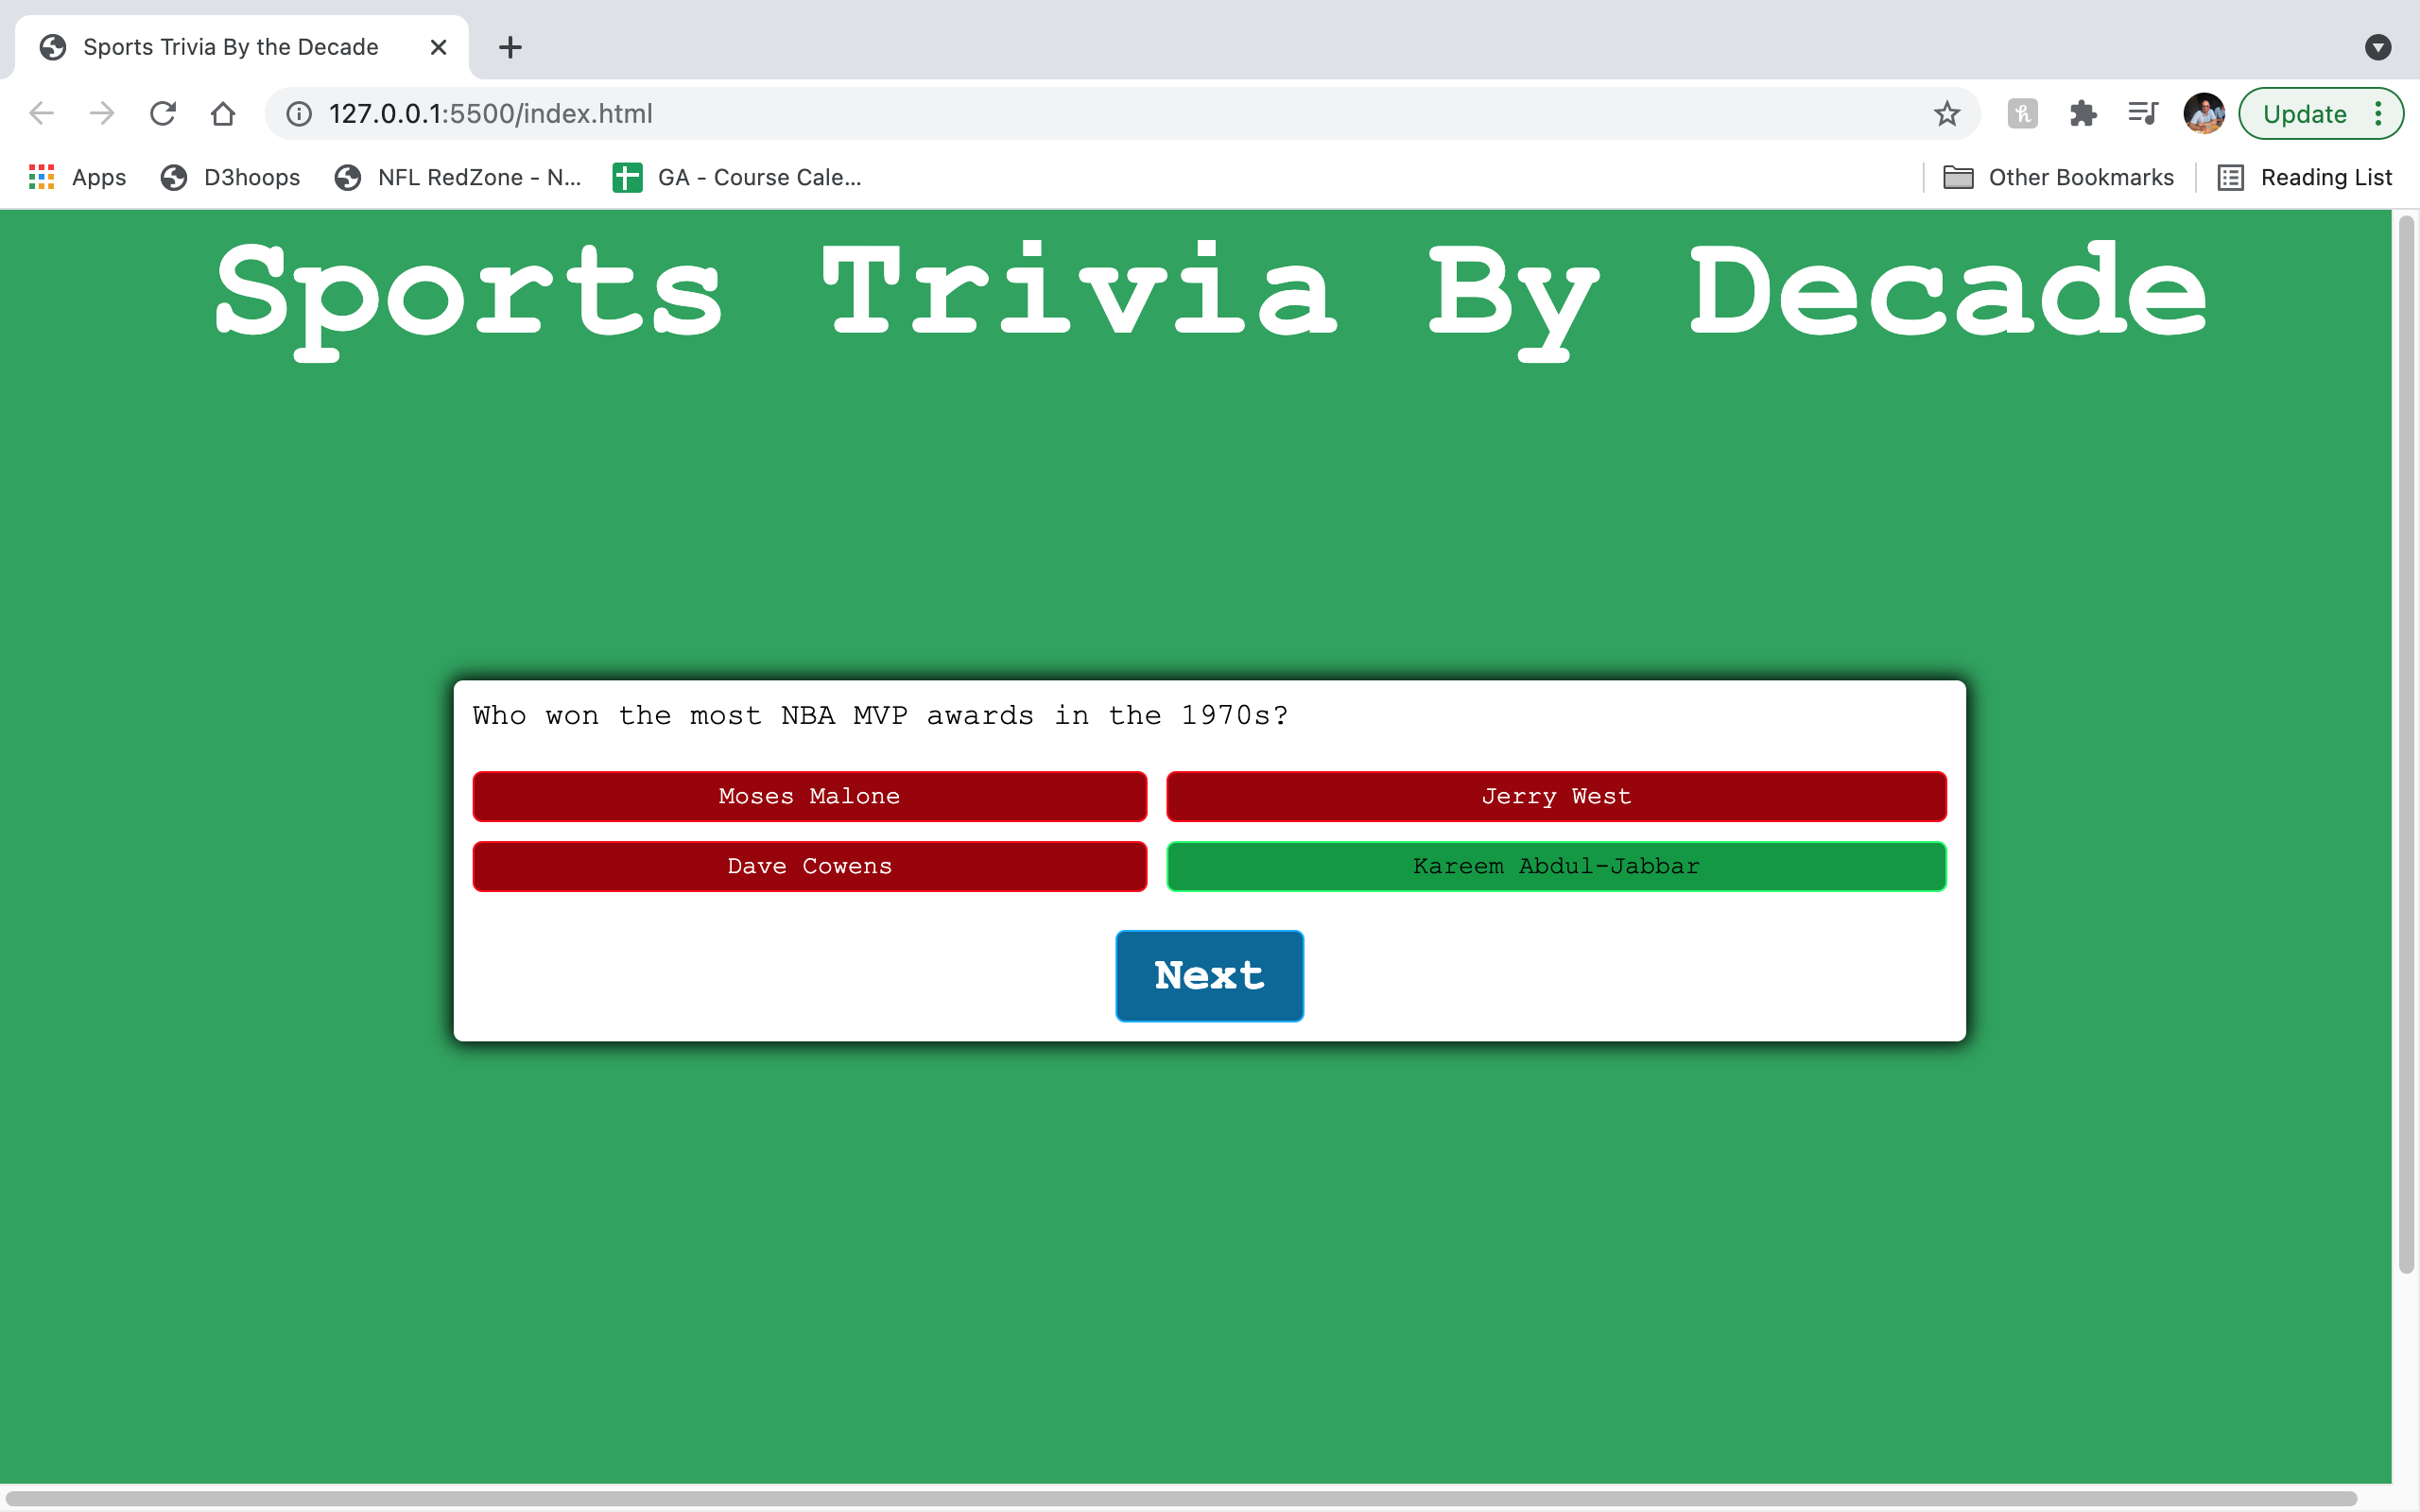 Sports Trivia By the Decade
127.0.0.1:5500/index.html
Update
Apps D3hoops NFL RedZone - N... GA - Course Cale... Other Bookmarks Reading List
Sports Trivia By Decade
Who won the most NBA MVP awards in the 1970s?
Moses Malone Jerry West
Dave Cowens Kareem Abdul-Jabbar
Next